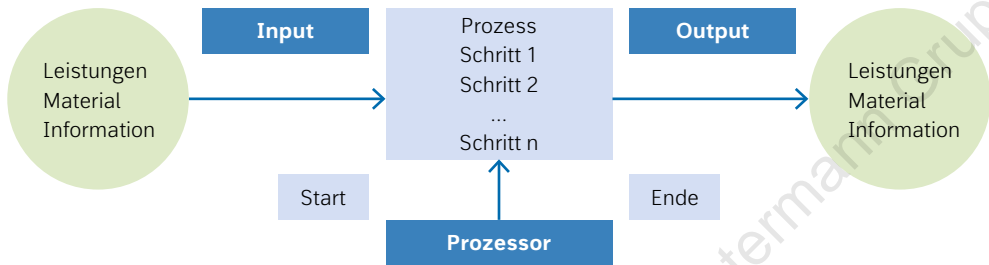 Input
Output
Leistungen
Material
Information
Prozess
Schritt 1
Schritt 2
...
Schritt n
Leistungen
Material
Information
Start
Ende
Prozessor